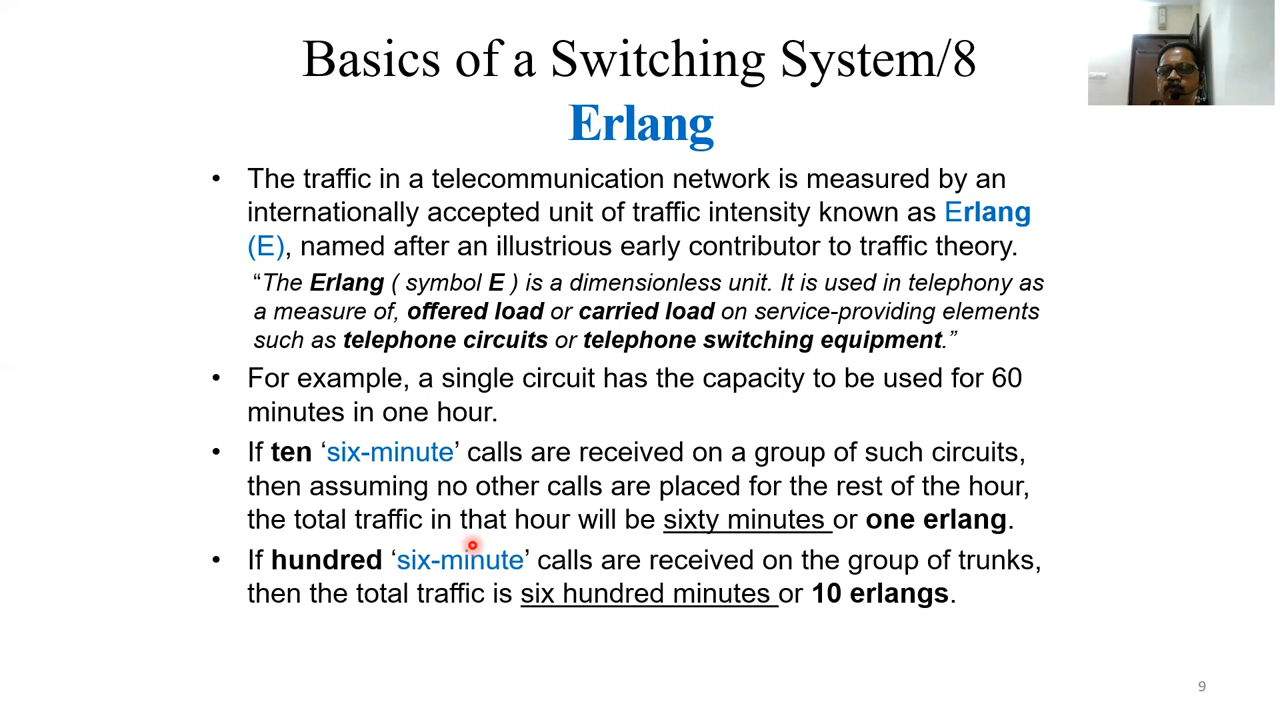 Basics of a Switching System/8
Erlang
• The traffic in a telecommunication network is measured by an
internationally accepted unit of traffic intensity known as Erlang
(E), named after an illustrious early contributor to traffic theory.
“The Erlang ( symbol E ) is a dimensionless unit. It is used in telephony as
a measure of, offered load or carried load on service-providing elements
such as telephone circuits or telephone switching equipment.”
• For example, a single circuit has the capacity to be used for 60
minutes in one hour.
• If ten ‘six-minute’ calls are received on a group of such circuits,
then assuming no other calls are placed for the rest of the hour,
the total traffic in that hour will be sixty minutes or one erlang.
• If hundred ‘six-minute’ calls are received on the group of trunks,
then the total traffic is six hundred minutes or 10 erlangs.
9